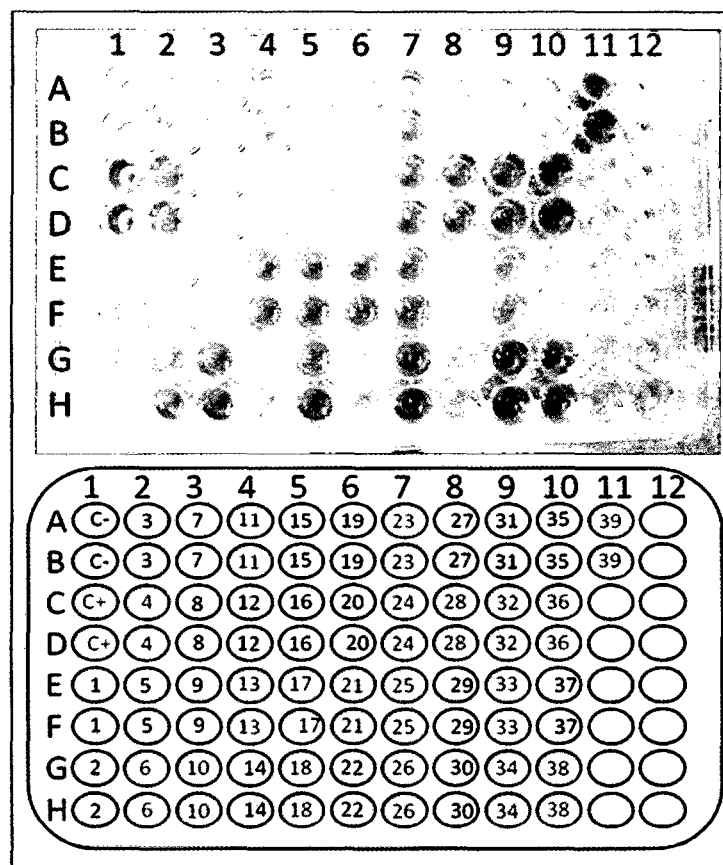 1 2 3 4 5 6 7 8 9 10 11 12
A
B
C
D
E
F
G
H
1 2 3 4 5 6 7 8 9 10 11 12
A C- 3 7 11 15 19 23 27 31 35 39
B C- 3 7 11 15 19 23 27 31 35 39
C C+ 4 8 12 16 20 24 28 32 36
D C+ 4 8 12 16 20 24 28 32 36
E 1 5 9 13 17 21 25 29 33 37
F 1 5 9 13 17 21 25 29 33 37
G 2 6 10 14 18 22 26 30 34 38
H 2 6 10 14 18 22 26 30 34 38